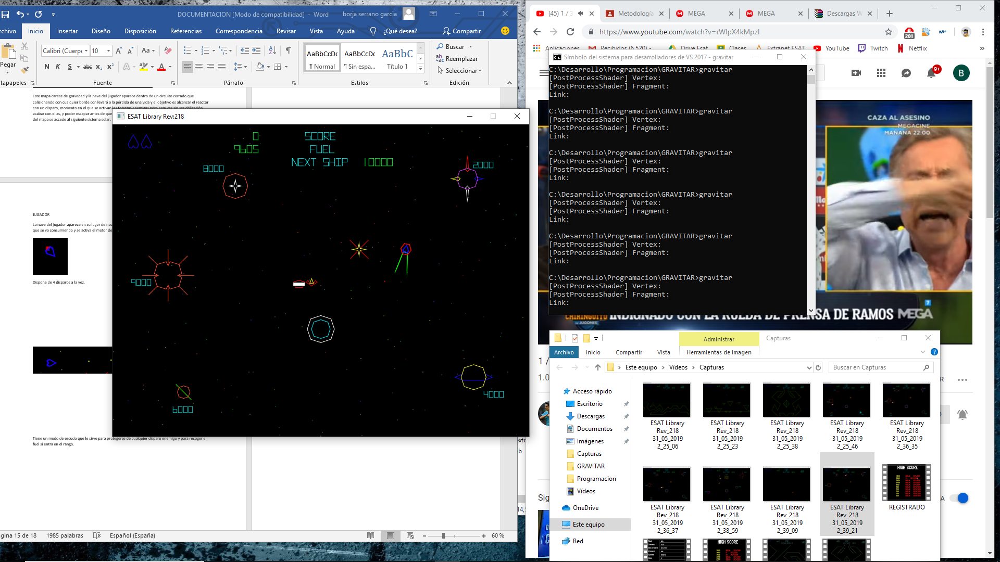 DOCUMENTACION [Modo de compatibilidad] - Word
borja serrano garcia
Inicio
Insertar
Diseño
Disposición
Referencias
Correspondencia
Revisar
Vista
Ayuda
¿Qué desea?
Compartir
Pegar
Calibri (Cuerpo
10
N K S abc x₂ x²
Fuente
Párrafo
AaBbCcDc
¶ Normal
AaBbCcDc
¶ Sin espa...
AaBbC
Título 1
Estilos
Buscar
Reemplazar
Seleccionar
Edición
Este mapa carece de gravedad y la nave del jugador aparece dentro de un circuito cerrado que
colisionando con cualquier borde conllevará a la pérdida de una vida y el objetivo es alcanzar el reactor
con un disparo, momento en el que se activan las torretas enemigas pero esta vez sin ser obligación
acabar con ellas, y poder escapar antes de que
del mapa se accede al siguiente sistema solar.
JUGADOR
La nave del jugador aparece en su lugar de nac
que se va consumiendo y se activa el motor de
Dispone de 4 disparos a la vez.
Tiene un modo de escudo que le sirve para protegerse de cualquier disparo enemigo y para recoger el
fuel si entra en el rango.
gina 15 de 18
1985 palabras
Español (España)
60 %
ESAT Library Rev:218
0
SCORE
9605
FUEL
NEXT SHIP
10000
8000
2000
9000
6000
4000
(45) 1 / 3
Metodología
MEGA
MEGA
Descargas W
https://www.youtube.com/watch?v=rWIpX4kMpzI
201
Aplicaciones
Recibidos (6.520) -
Drive Esat
Clases
Extranet ESAT
YouTube
Twitch
Netflix
9+
B
Símbolo del sistema para desarrolladores de VS 2017 - gravitar
C:\Desarrollo\Programacion\GRAVITAR>gravitar
[PostProcessShader] Vertex:
[PostProcessShader] Fragment:
Link:
C:\Desarrollo\Programacion\GRAVITAR>gravitar
[PostProcessShader] Vertex:
[PostProcessShader] Fragment:
Link:
C:\Desarrollo\Programacion\GRAVITAR>gravitar
[PostProcessShader] Vertex:
[PostProcessShader] Fragment:
Link:
C:\Desarrollo\Programacion\GRAVITAR>gravitar
[PostProcessShader] Vertex:
[PostProcessShader] Fragment:
Link:
C:\Desarrollo\Programacion\GRAVITAR>gravitar
[PostProcessShader] Vertex:
[PostProcessShader] Fragment:
Link:
C:\Desarrollo\Programacion\GRAVITAR>gravitar
[PostProcessShader] Vertex:
[PostProcessShader] Fragment:
Link:
CAZA AL ASESINO
MEGACINE
MAÑANA 22:00
CHIRINGUITO
DE JUGONES
INDIGNADO CON LA RUEDA DE PRENSA DE RAMOS
MEGA
Administrar
Capturas
Archivo
Inicio
Compartir
Vista
Herramientas de imagen
Este equipo > Vídeos > Capturas
Buscar en Capturas
Acceso rápido
Escritorio
Descargas
Documentos
Imágenes
Capturas
GRAVITAR
Programacion
Vídeos
OneDrive
Este equipo
Red
ESAT Library
Rev_218
31_05_2019
2_25_06
ESAT Library
Rev_218
31_05_2019
2_25_23
ESAT Library
Rev_218
31_05_2019
2_25_38
ESAT Library
Rev_218
31_05_2019
2_25_46
ESAT Library
Rev_218
31_05_2019
2_36_35
ESAT Library
Rev_218
31_05_2019
2_36_37
ESAT Library
Rev_218
31_05_2019
2_38_59
ESAT Library
Rev_218
31_05_2019
2_39_09
ESAT Library
Rev_218
31_05_2019
2_39_21
HIGH SCORE
REGISTRADO
HIGH SCORE